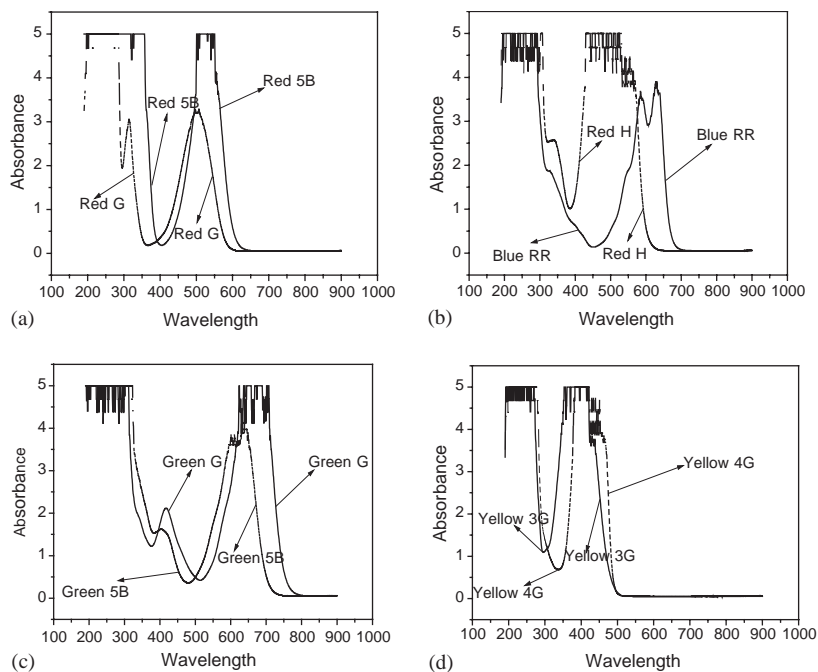 5
4
3
2
1
0
Absorbance
Red 5B
Red 5B
Red G
Red G
100 200 300 400 500 600 700 800 900 1000
(a)
Wavelength
5
4
3
2
1
0
Absorbance
Red H
Blue RR
Blue RR
Red H
100 200 300 400 500 600 700 800 900 1000
(b)
Wavelength
5
4
3
2
1
0
Absorbance
Green G
Green G
Green 5B
Green 5B
100 200 300 400 500 600 700 800 900 1000
(c)
Wavelength
5
4
3
2
1
0
Absorbance
Yellow 4G
Yellow 3G
Yellow 3G
Yellow 4G
100 200 300 400 500 600 700 800 900 1000
(d)
Wavelength